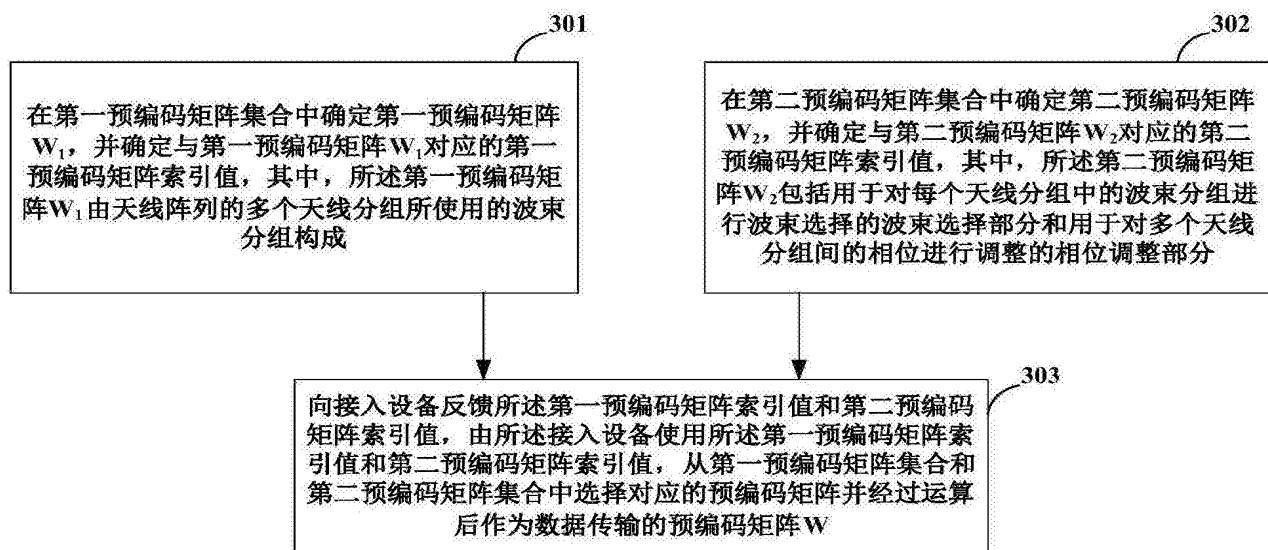 301
在第一预编码矩阵集合中确定第一预编码矩阵
W₁，并确定与第一预编码矩阵W₁对应的第一
预编码矩阵索引值，其中，所述第一预编码矩
阵W₁由天线阵列的多个天线分组所使用的波束
分组构成
302
在第二预编码矩阵集合中确定第二预编码矩阵
W₂，并确定与第二预编码矩阵W₂对应的第二
预编码矩阵索引值，其中，所述第二预编码矩
阵W₂包括用于对每个天线分组中的波束分组进
行波束选择的波束选择部分和用于对多个天线
分组间的相位进行调整的相位调整部分
303
向接入设备反馈所述第一预编码矩阵索引值和第二预编码
矩阵索引值，由所述接入设备使用所述第一预编码矩阵索
引值和第二预编码矩阵索引值，从第一预编码矩阵集合和
第二预编码矩阵集合中选择对应的预编码矩阵并经过运算
后作为数据传输的预编码矩阵W